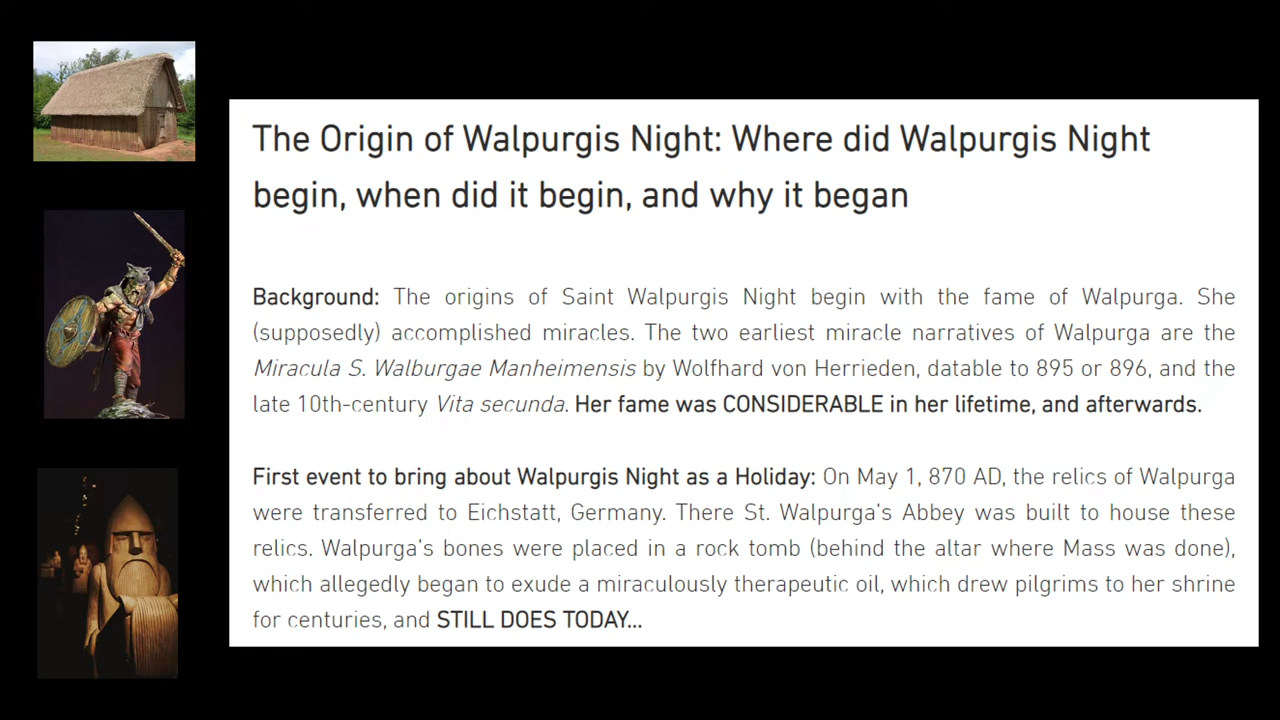 The Origin of Walpurgis Night: Where did Walpurgis Night
begin, when did it begin, and why it began
Background: The origins of Saint Walpurgis Night begin with the fame of Walpurga. She
(supposedly) accomplished miracles. The two earliest miracle narratives of Walpurga are the
Miracula S. Walburgae Manheimensis by Wolfhard von Herrieden, datable to 895 or 896, and the
late 10th-century Vita secunda. Her fame was CONSIDERABLE in her lifetime, and afterwards.
First event to bring about Walpurgis Night as a Holiday: On May 1, 870 AD, the relics of Walpurga
were transferred to Eichstatt, Germany. There St. Walpurga's Abbey was built to house these
relics. Walpurga's bones were placed in a rock tomb (behind the altar where Mass was done),
which allegedly began to exude a miraculously therapeutic oil, which drew pilgrims to her shrine
for centuries, and STILL DOES TODAY...